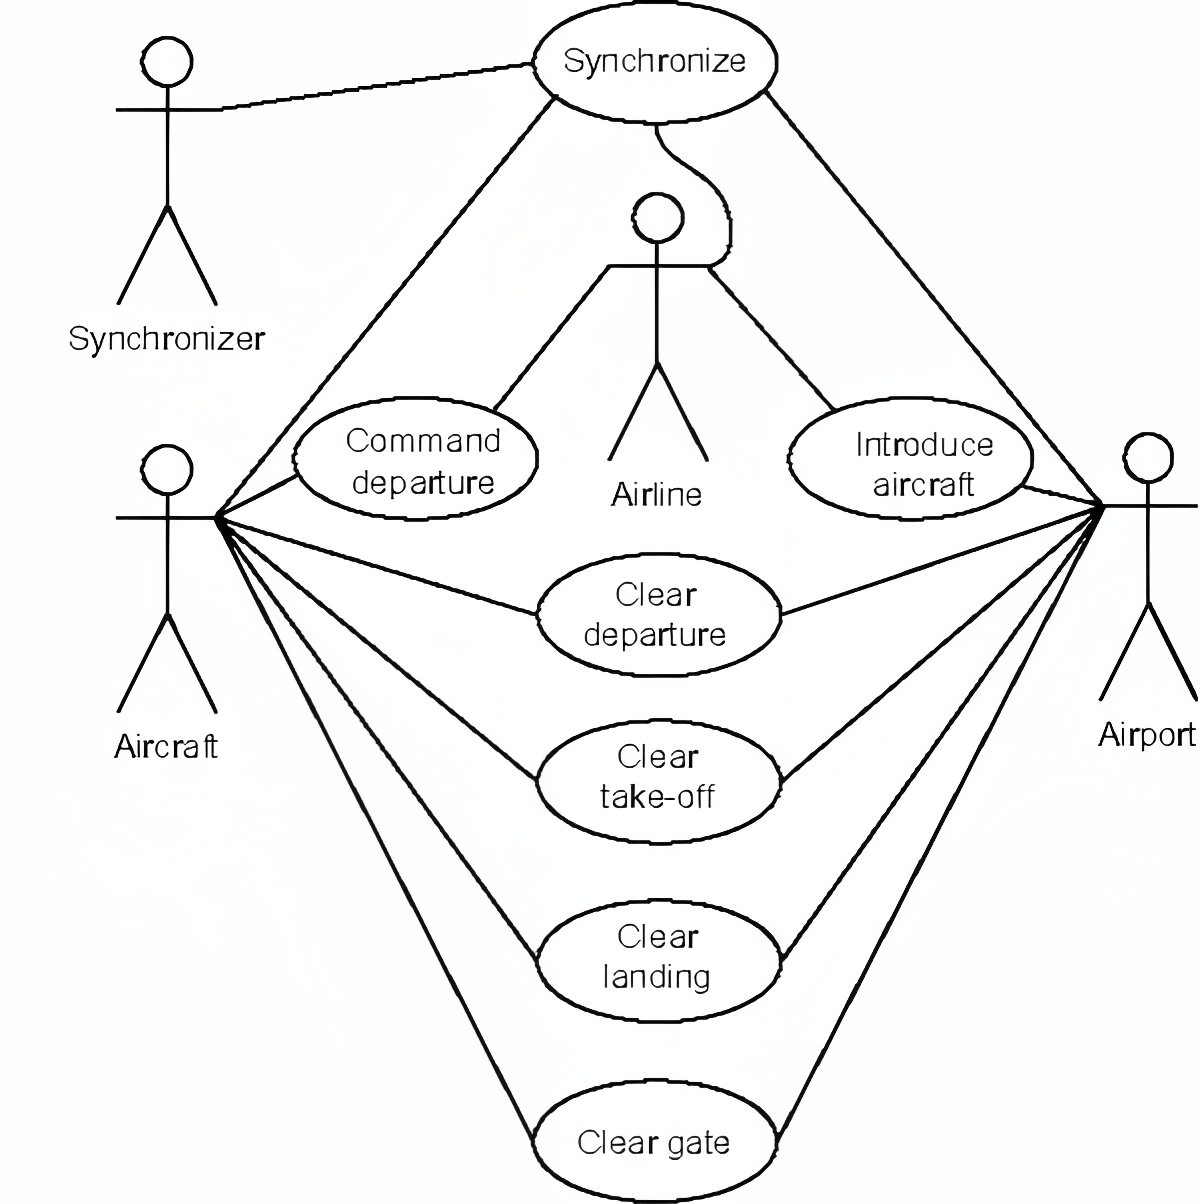 Synchronize
Synchronizer
Command
departure
Introduce
aircraft
Airline
Clear
departure
Aircraft
Airport
Clear
take-off
Clear
landing
Clear gate